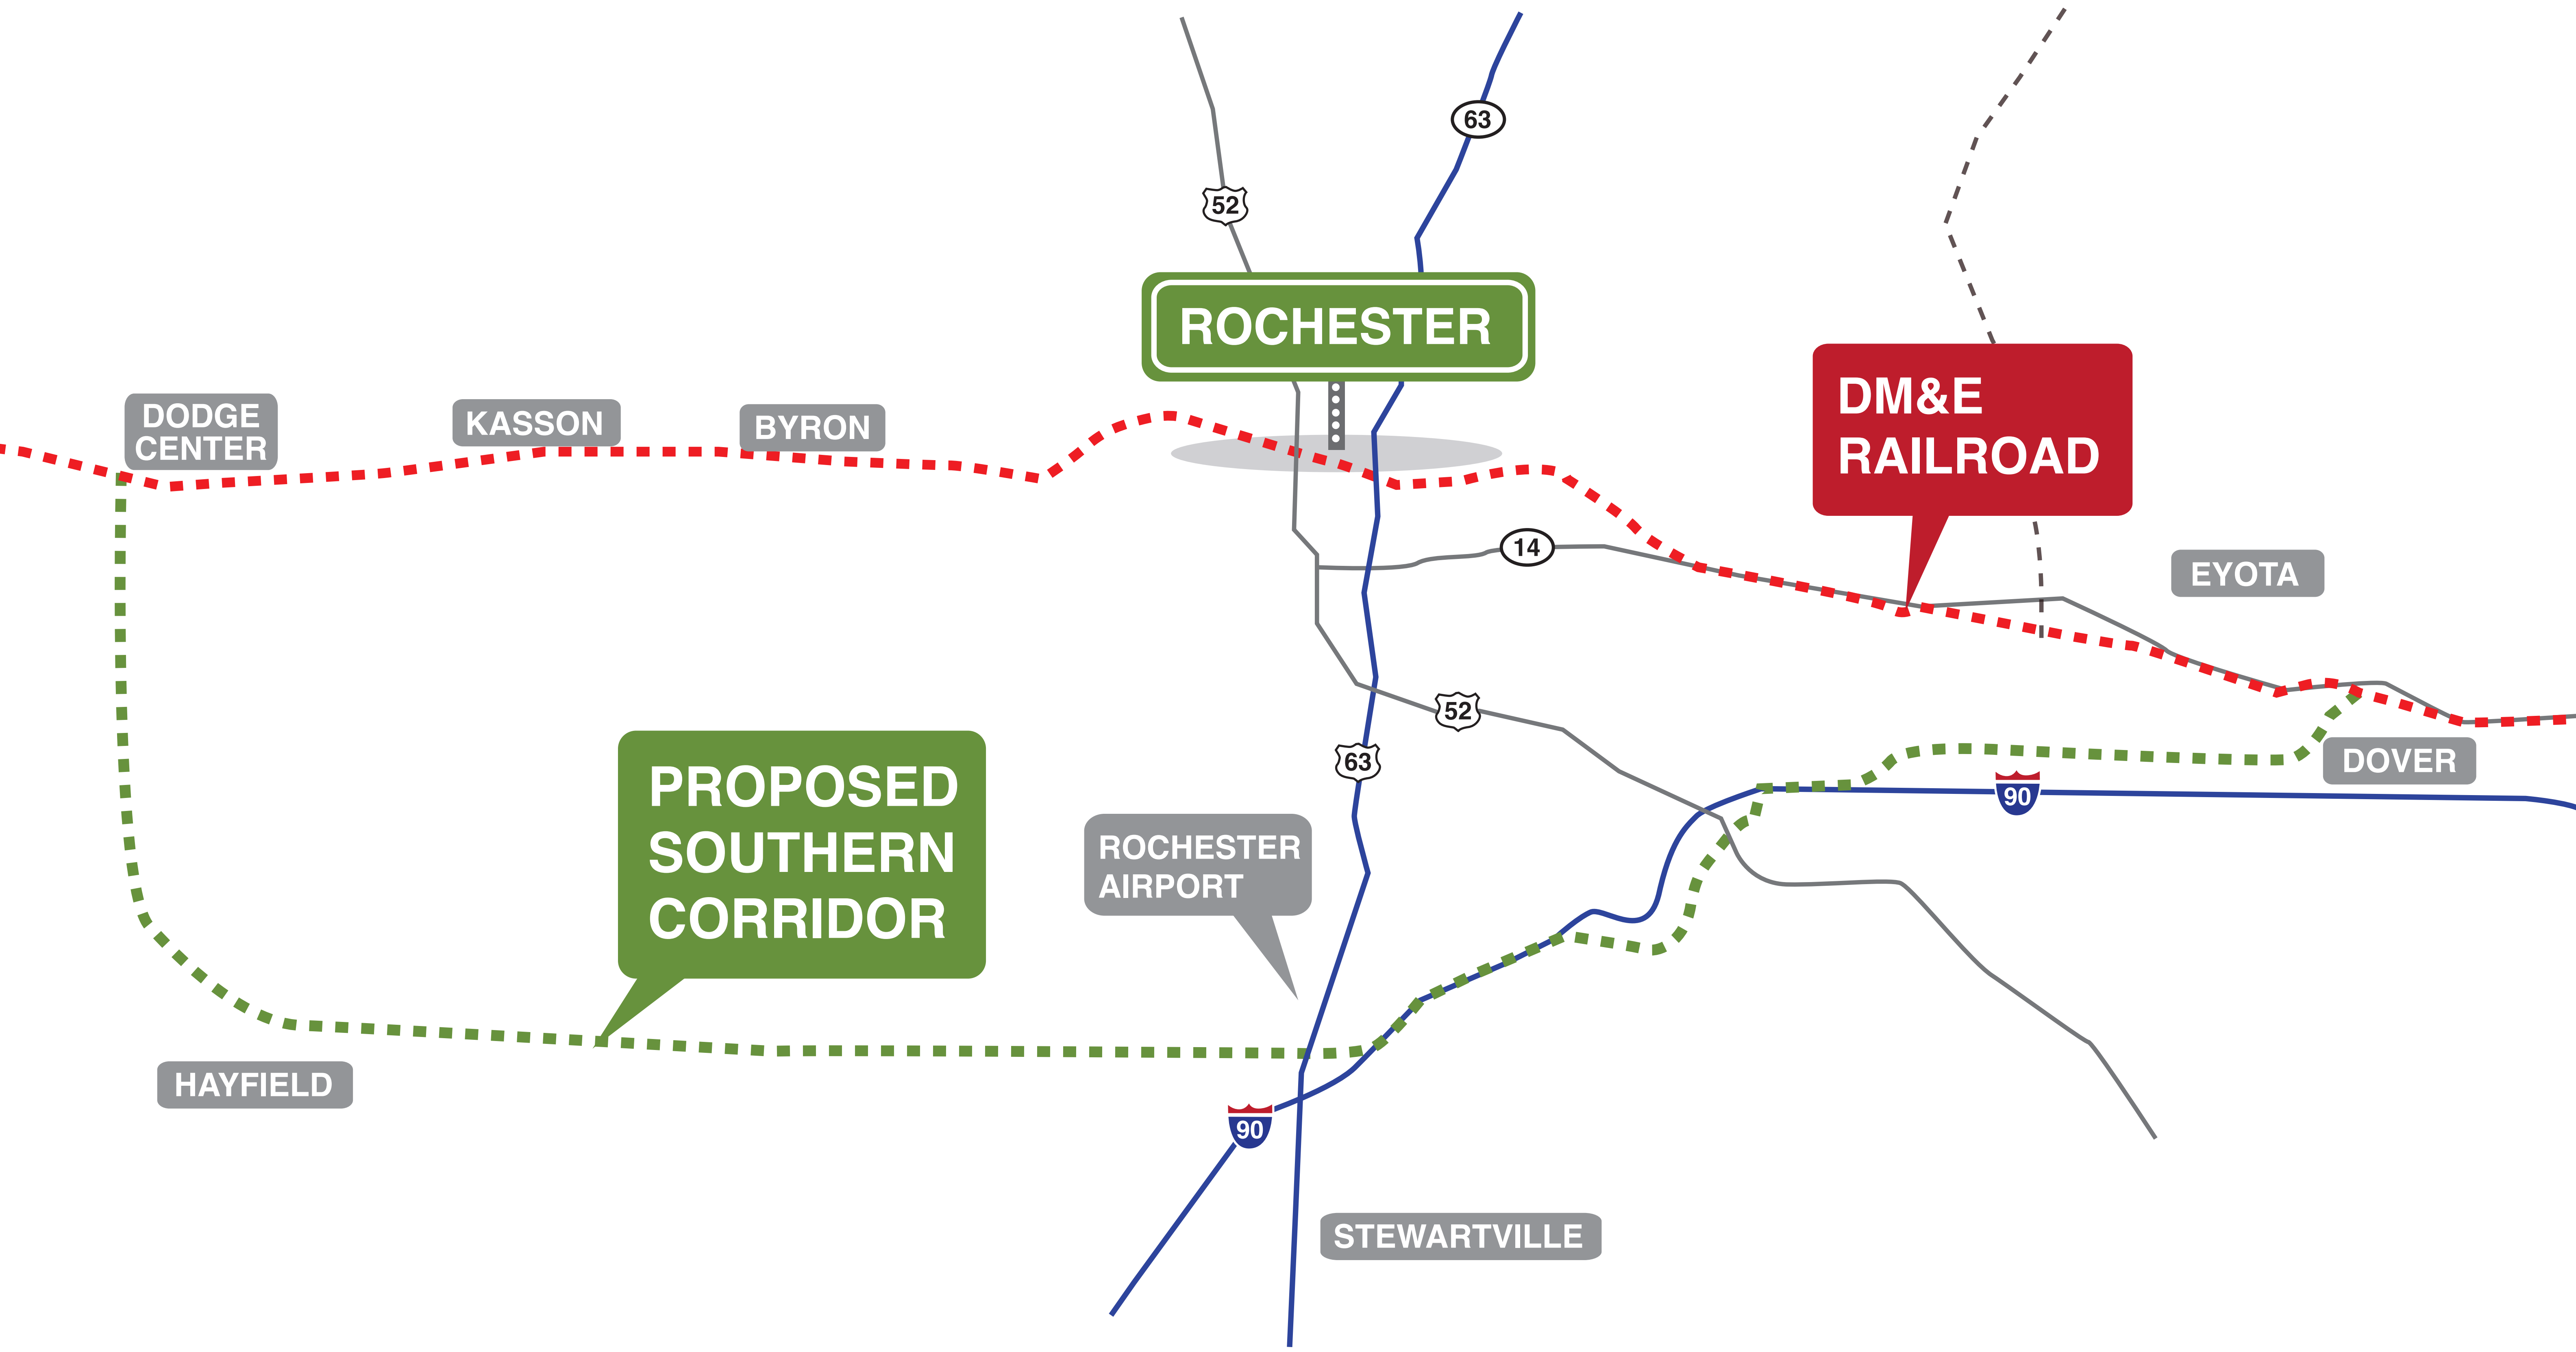 63
52
ROCHESTER
DM&E
RAILROAD
DODGE
CENTER
KASSON
BYRON
14
EYOTA
52
63
DOVER
90
PROPOSED
SOUTHERN
CORRIDOR
ROCHESTER
AIRPORT
HAYFIELD
90
STEWARTVILLE